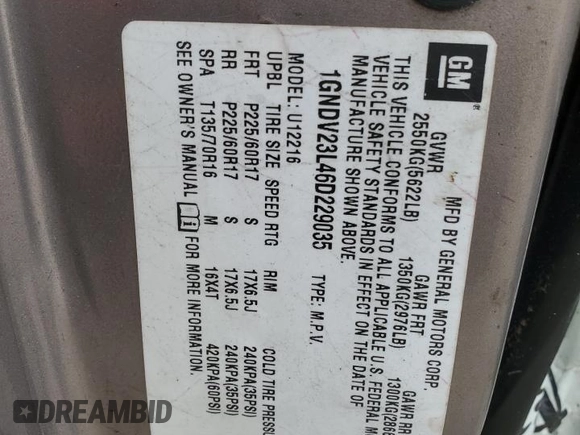 GM
MFD BY GENERAL MOTORS CORP.
GVWR GAWR FRT GAWR RR
2550KG(5622LB) 1350KG(2976LB) 1300KG(2866
THIS VEHICLE CONFORMS TO ALL APPLICABLE U.S. FEDERAL M
VEHICLE SAFETY STANDARDS IN EFFECT ON THE DATE OF
MANUFACTURE SHOWN ABOVE.
1GNDV23L46D229035 TYPE: M.P.V.
MODEL: U12216
UPBL TIRE SIZE SPEED RTG RIM COLD TIRE PRESSU
FRT P225/60R17 S 17X6.5J 240KPA(35PSI)
RR P225/60R17 S 17X6.5J 240KPA(35PSI)
SPA T135/70R16 M 16X4T 420KPA(60PSI)
SEE OWNER'S MANUAL FOR MORE INFORMATION.
DREAMBID